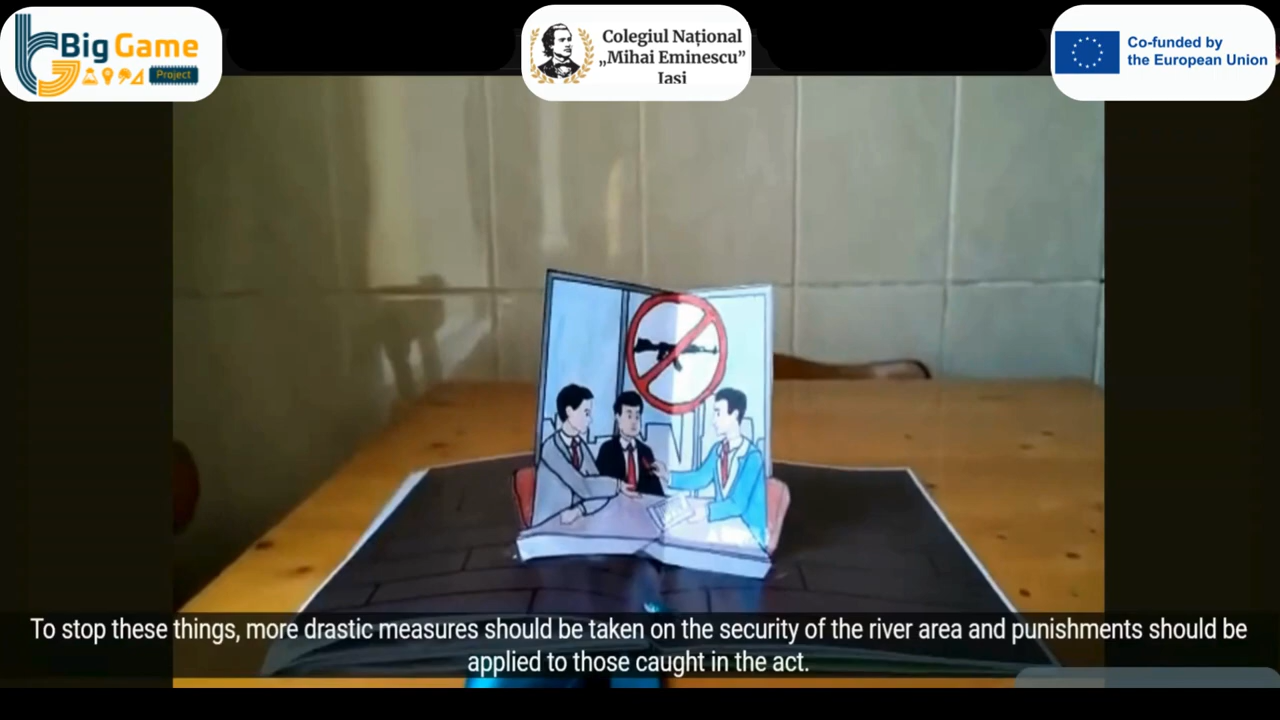 Big Game
Project
Colegiul Național
„Mihai Eminescu”
Iași
Co-funded by
the European Union
To stop these things, more drastic measures should be taken on the security of the river area and punishments should be
applied to those caught in the act.